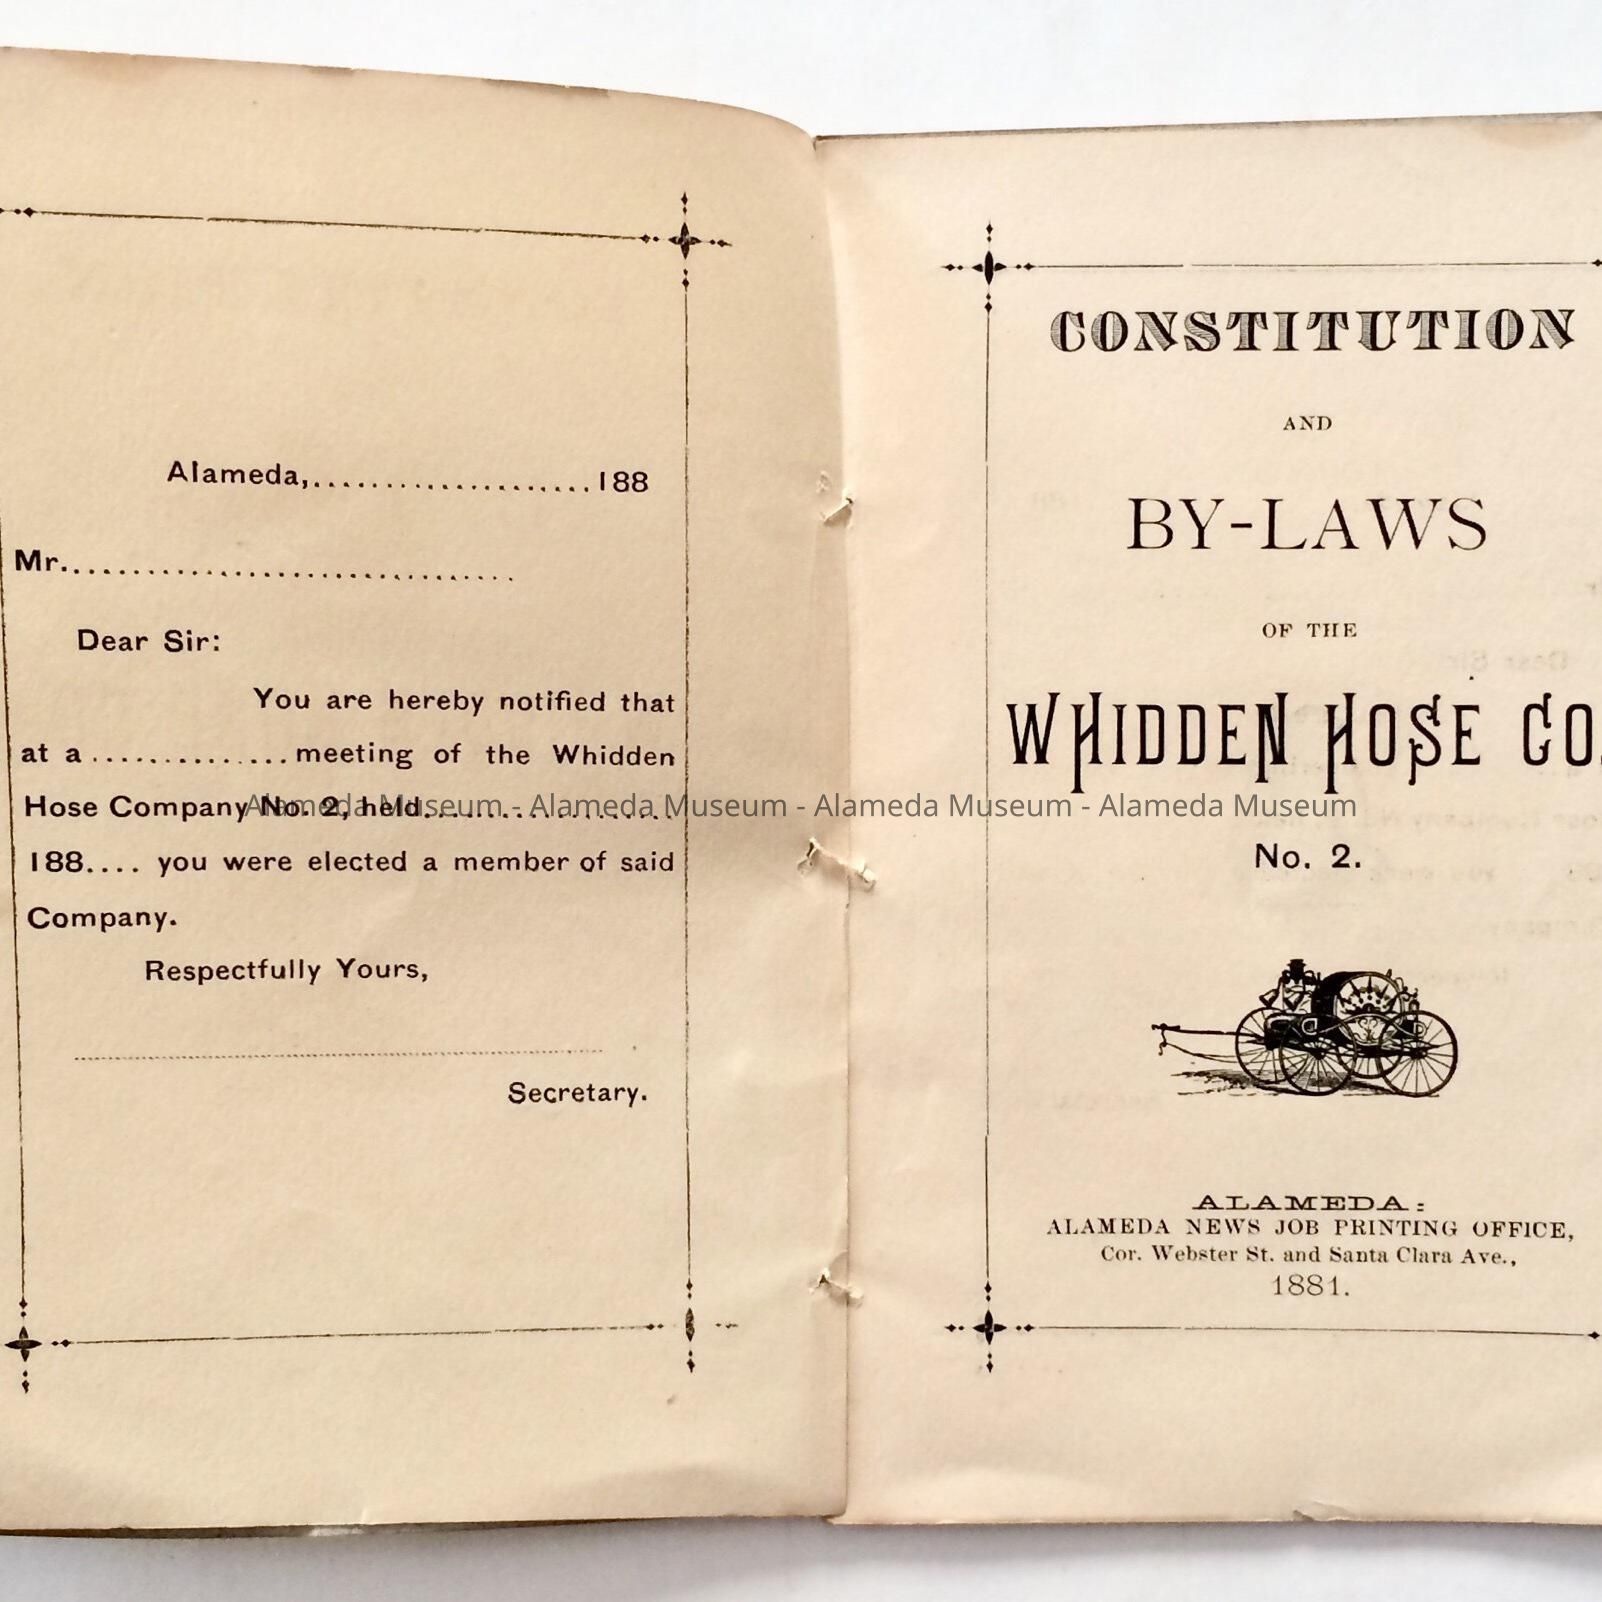 Alameda,....................188
Mr................................
Dear Sir:
You are hereby notified that
at a ..............meeting of the Whidden
Hose Company No. 2, held..................
188.... you were elected a member of said
Company.
Respectfully Yours,
Secretary.
CONSTITUTION
AND
BY-LAWS
OF THE
WHIDDEN HOSE CO.
No. 2.
ALAMEDA:
ALAMEDA NEWS JOB PRINTING OFFICE,
Cor. Webster St. and Santa Clara Ave.,
1881.
Alameda Museum - Alameda Museum - Alameda Museum - Alameda Museum